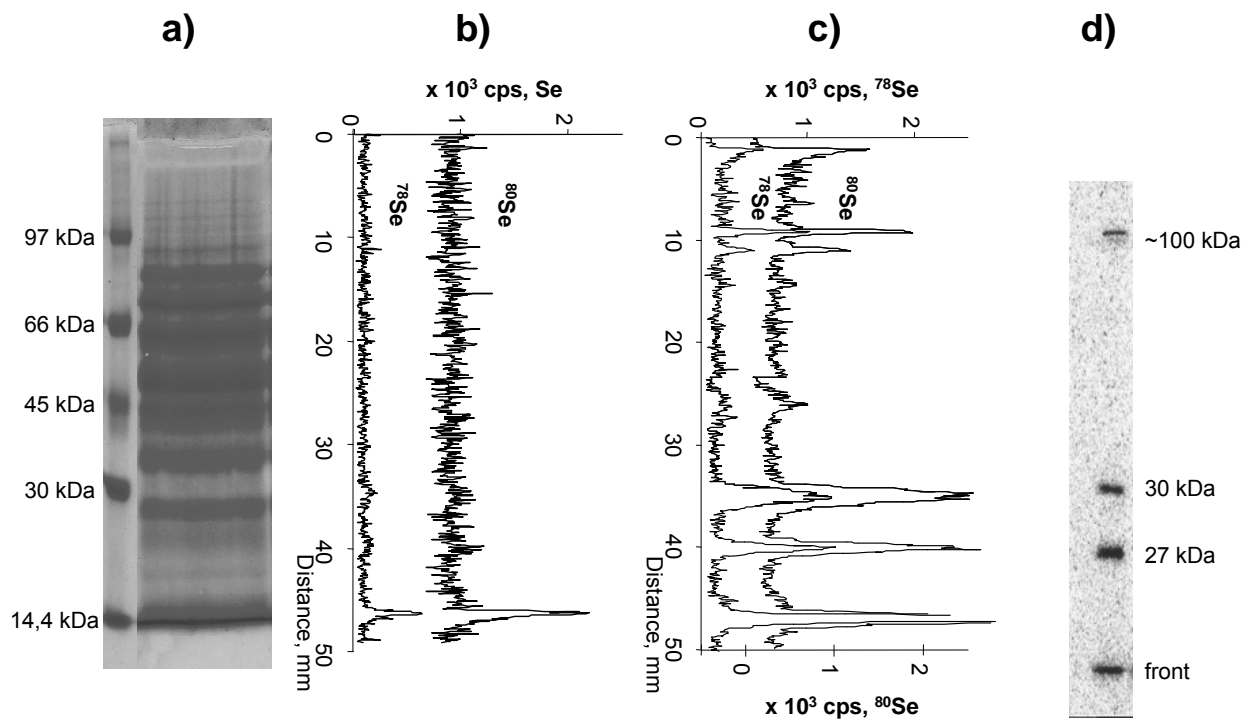 a)
97 kDa
66 kDa
45 kDa
30 kDa
14,4 kDa
b)
x 10³ cps, Se
0 1 2
0
10
20
30
40
50
Distance, mm
⁷⁸Se
⁸⁰Se
c)
x 10³ cps, ⁷⁸Se
0 1 2
0
10
20
30
40
50
Distance, mm
⁷⁸Se
⁸⁰Se
0 1 2
x 10³ cps, ⁸⁰Se
d)
~100 kDa
30 kDa
27 kDa
front